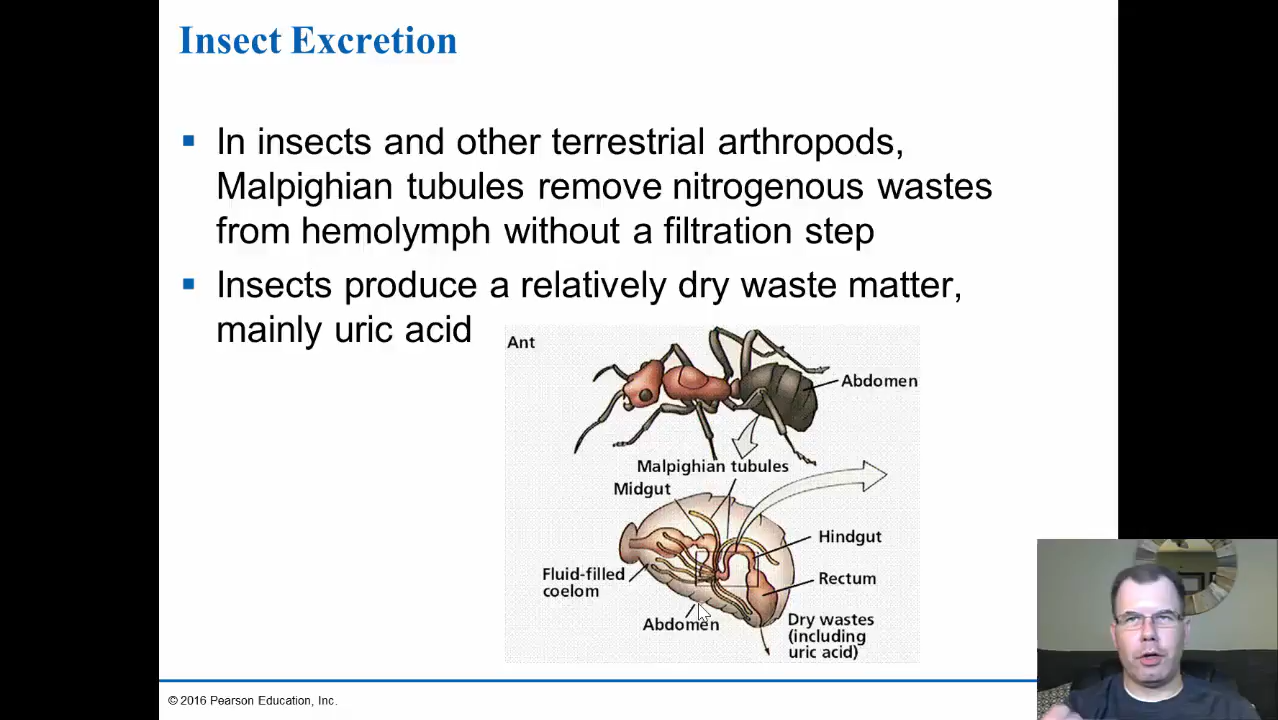 Insect Excretion
In insects and other terrestrial arthropods,
Malpighian tubules remove nitrogenous wastes
from hemolymph without a filtration step
Insects produce a relatively dry waste matter,
mainly uric acid
Ant
Abdomen
Malpighian tubules
Midgut
Hindgut
Fluid-filled
coelom
Rectum
Abdomen
Dry wastes
(including
uric acid)
© 2016 Pearson Education, Inc.